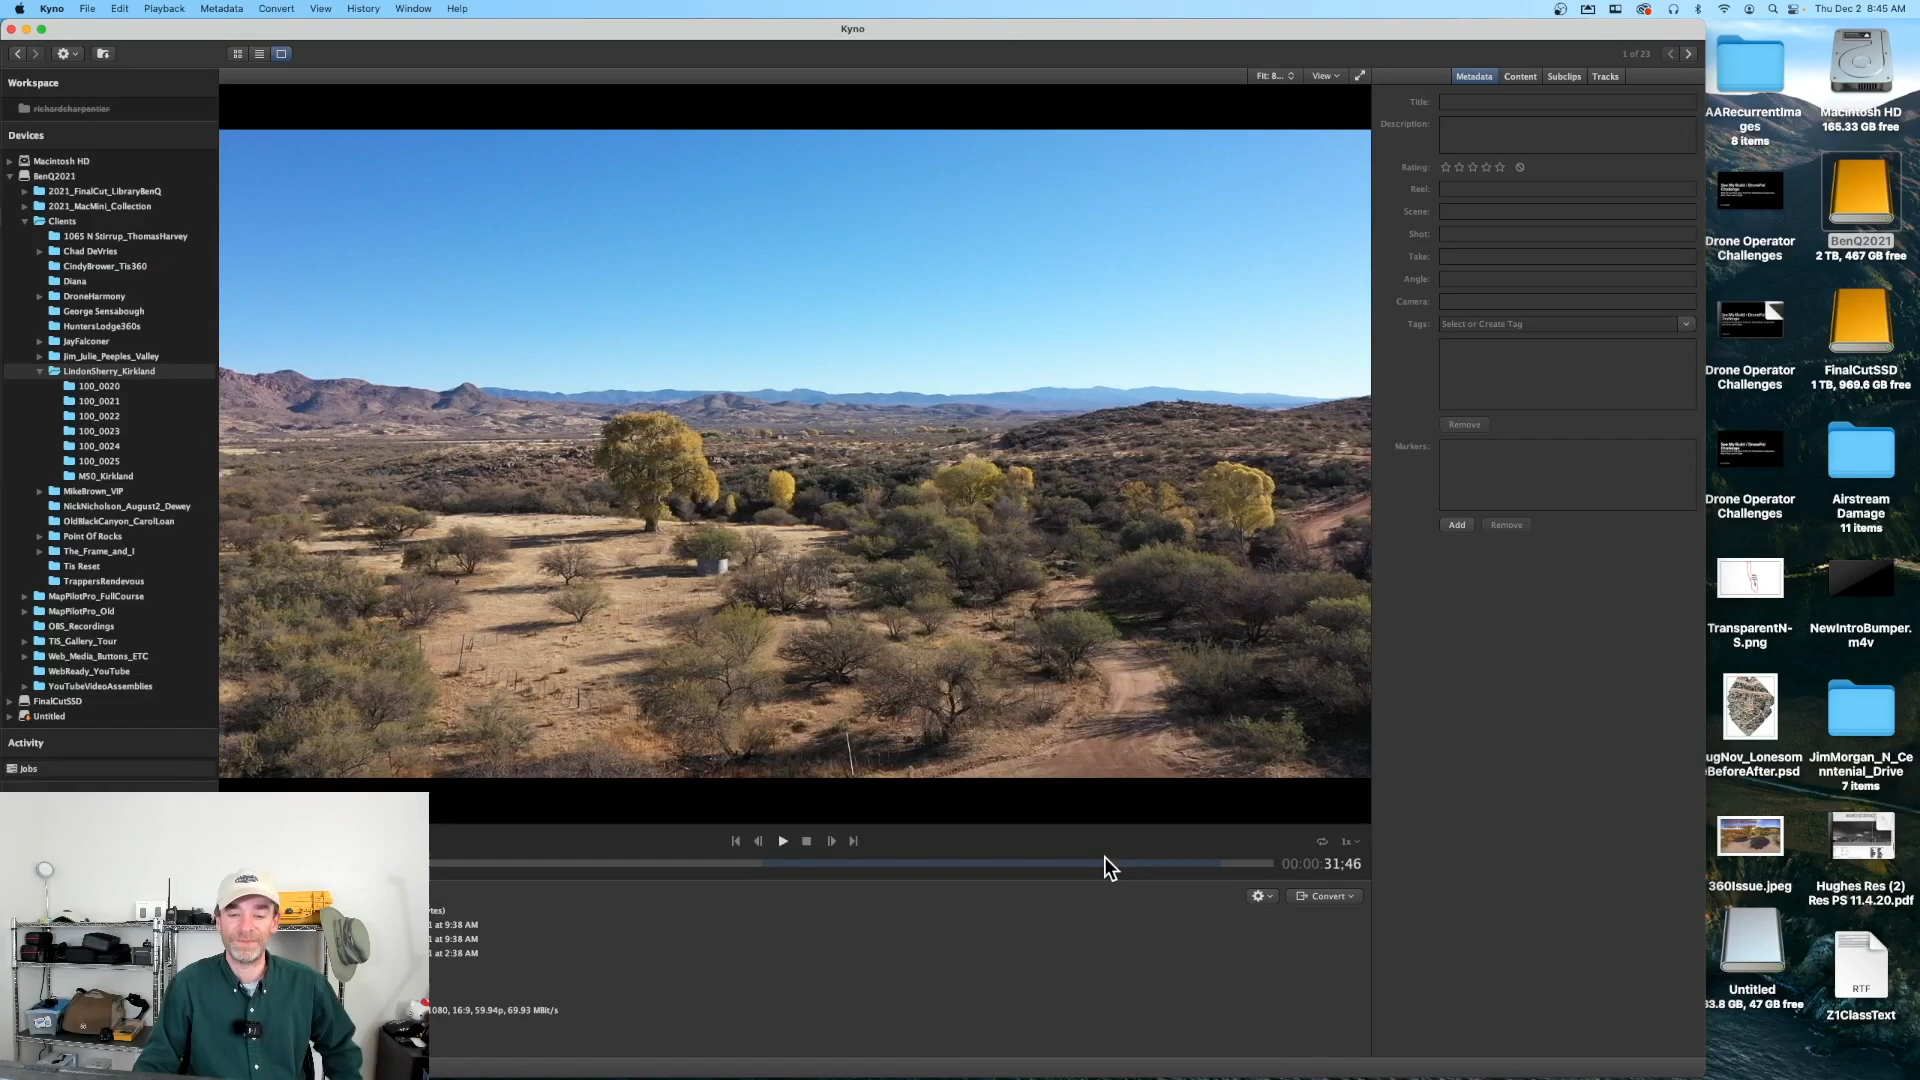 Kyno File Edit Playback Metadata Convert View History Window Help
Thu Dec 2 8:45 AM
Kyno
1 of 23
Workspace
richardcharpentier
Devices
Macintosh HD
BenQ2021
2021_FinalCut_LibraryBenQ
2021_MacMini_Collection
Clients
1065 N Stirrup_ThomasHarvey
Chad DeVries
CindyBrower_Tis360
Diana
DroneHarmony
George Sensabough
HuntersLodge360s
JayFalconer
Jim_Julie_Peeples_Valley
LindonSherry_Kirkland
100_0020
100_0021
100_0022
100_0023
100_0024
100_0025
M50_Kirkland
MikeBrown_VIP
NickNicholson_August2_Dewey
OldBlackCanyon_CarolLoan
Point Of Rocks
The_Frame_and_I
Tis Reset
TrappersRendevous
MapPilotPro_FullCourse
MapPilotPro_Old
OBS_Recordings
TIS_Gallery_Tour
Web_Media_Buttons_ETC
WebReady_YouTube
YouTubeVideoAssemblies
FinalCutSSD
Untitled
Activity
Jobs
Fit: 8... View
Metadata Content Subclips Tracks
Title:
Description:
Rating:
Reel:
Scene:
Shot:
Take:
Angle:
Camera:
Tags: Select or Create Tag
Remove
Markers:
Add Remove
1x
00:00:31;46
Convert
tes)
1 at 9:38 AM
1 at 9:38 AM
1 at 2:38 AM
1080, 16:9, 59.94p, 69.93 MBit/s
AARecurrentIma
ges
8 items
Macintosh HD
165.33 GB free
Drone Operator
Challenges
BenQ2021
2 TB, 467 GB free
Drone Operator
Challenges
FinalCutSSD
1 TB, 969.6 GB free
Drone Operator
Challenges
Airstream
Damage
11 items
TransparentN-
S.png
NewIntroBumper.
m4v
ugNov_Lonesom
eBeforeAfter.psd
JimMorgan_N_Ce
nntenial_Drive
7 items
360Issue.jpeg
Hughes Res (2)
Res PS 11.4.20.pdf
Untitled
63.8 GB, 47 GB free
RTF
Z1ClassText